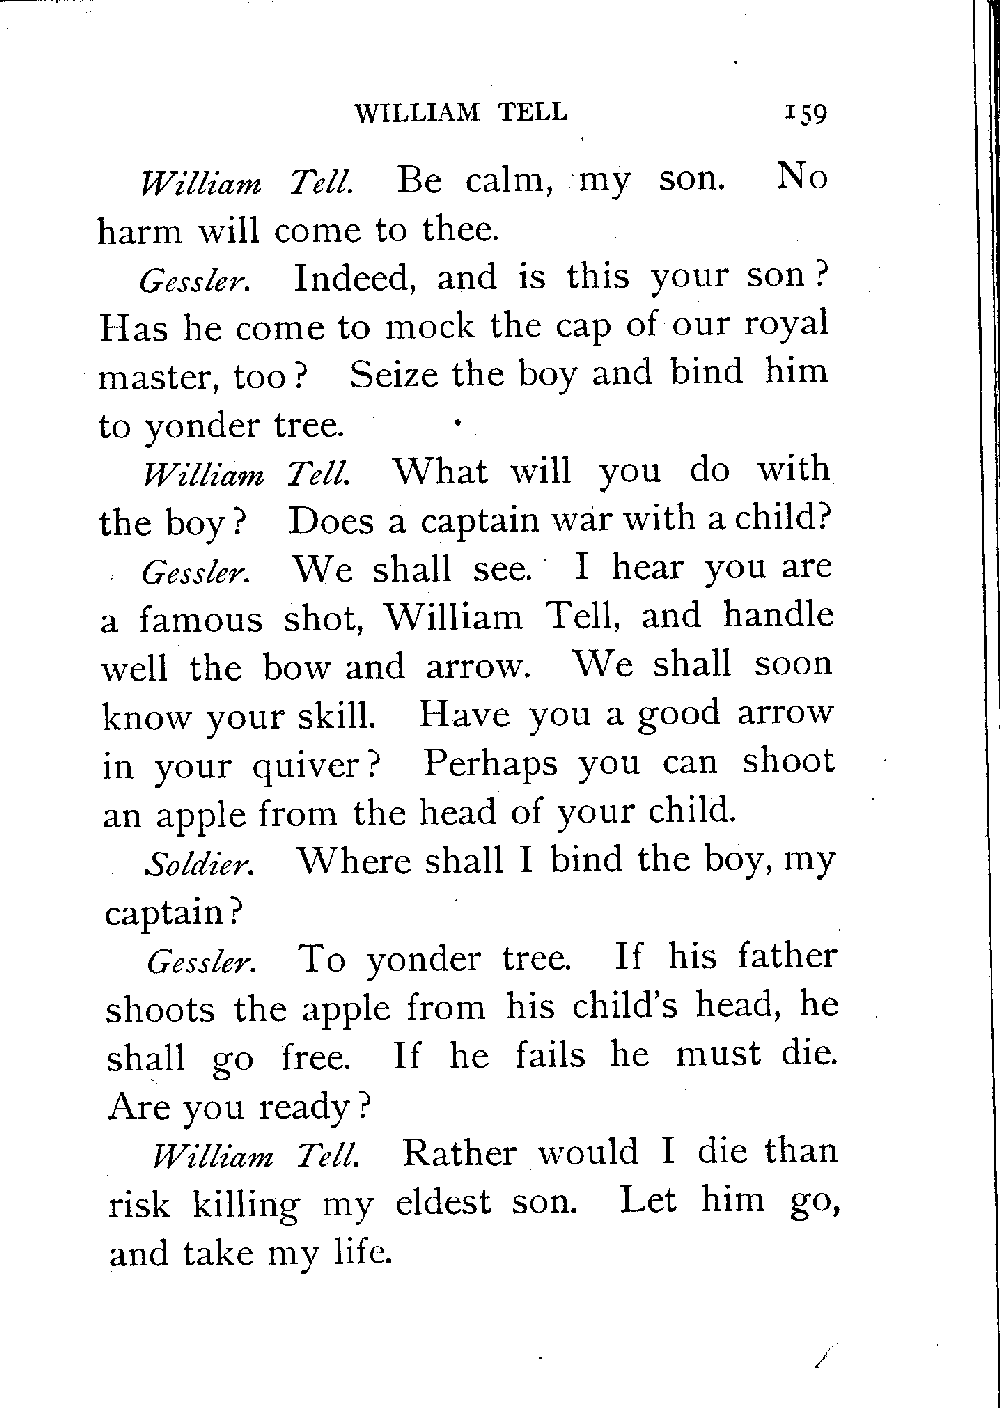 WILLIAM TELL 159
William Tell. Be calm, my son. No
harm will come to thee.
Gessler. Indeed, and is this your son?
Has he come to mock the cap of our royal
master, too? Seize the boy and bind him
to yonder tree.
William Tell. What will you do with
the boy? Does a captain war with a child?
Gessler. We shall see. I hear you are
a famous shot, William Tell, and handle
well the bow and arrow. We shall soon
know your skill. Have you a good arrow
in your quiver? Perhaps you can shoot
an apple from the head of your child.
Soldier. Where shall I bind the boy, my
captain?
Gessler. To yonder tree. If his father
shoots the apple from his child's head, he
shall go free. If he fails he must die.
Are you ready?
William Tell. Rather would I die than
risk killing my eldest son. Let him go,
and take my life.